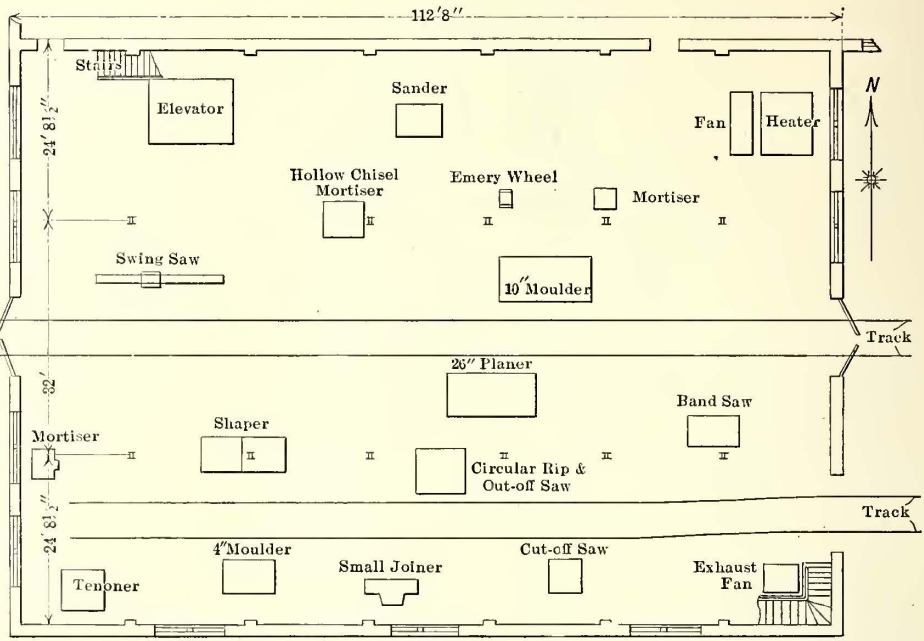 112'8"
Stairs
Elevator
Sander
Fan
Heater
N
24' 8½"
Hollow Chisel
Mortiser
Emery Wheel
Mortiser
Swing Saw
10" Moulder
Track
32'
26" Planer
Band Saw
Shaper
Mortiser
Circular Rip &
Out-off Saw
Track
24' 8½"
4" Moulder
Small Joiner
Cut-off Saw
Exhaust
Fan
Tenoner